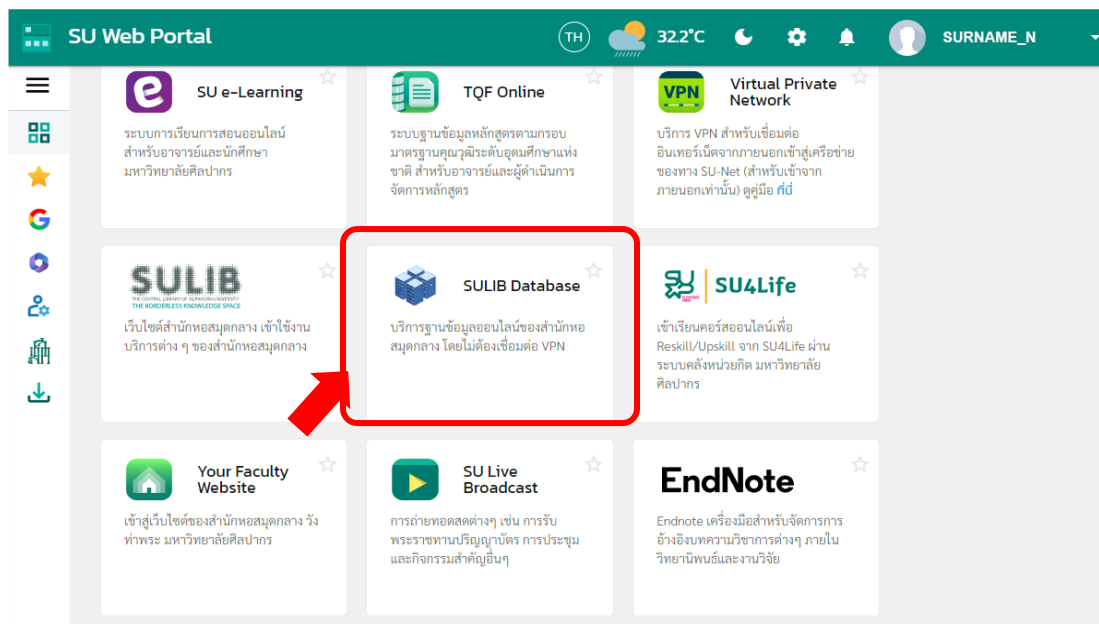 SU Web Portal
TH
32.2°C
SURNAME_N
SU e-Learning
ระบบการเรียนการสอนออนไลน์
สำหรับอาจารย์และนักศึกษา
มหาวิทยาลัยศิลปากร
TQF Online
ระบบฐานข้อมูลหลักสูตรตามกรอบ
มาตรฐานคุณวุฒิระดับอุดมศึกษาแห่ง
ชาติ สำหรับอาจารย์และผู้ดำเนินการ
จัดการหลักสูตร
VPN
Virtual Private
Network
บริการ VPN สำหรับเชื่อมต่อ
อินเทอร์เน็ตจากภายนอกเข้าสู่เครือข่าย
ของทาง SU-Net (สำหรับเข้าจาก
ภายนอกเท่านั้น) ดูคู่มือ ที่นี่
SULIB
THE CENTRAL LIBRARY OF SILPAKORN UNIVERSITY
THE BORDERLESS KNOWLEDGE SPACE
เว็บไซต์สำนักหอสมุดกลาง เข้าใช้งาน
บริการต่าง ๆ ของสำนักหอสมุดกลาง
SULIB Database
บริการฐานข้อมูลออนไลน์ของสำนักหอ
สมุดกลาง โดยไม่ต้องเชื่อมต่อ VPN
SU4Life
เข้าเรียนคอร์สออนไลน์เพื่อ
Reskill/Upskill จาก SU4Life ผ่าน
ระบบคลังหน่วยกิต มหาวิทยาลัย
ศิลปากร
Your Faculty
Website
เข้าสู่เว็บไซต์ของสำนักหอสมุดกลาง วัง
ท่าพระ มหาวิทยาลัยศิลปากร
SU Live
Broadcast
การถ่ายทอดสดต่างๆ เช่น การรับ
พระราชทานปริญญาบัตร การประชุม
และกิจกรรมสำคัญอื่นๆ
EndNote
Endnote เครื่องมือสำหรับจัดการการ
อ้างอิงบทความวิชาการต่างๆ ภายใน
วิทยานิพนธ์และงานวิจัย